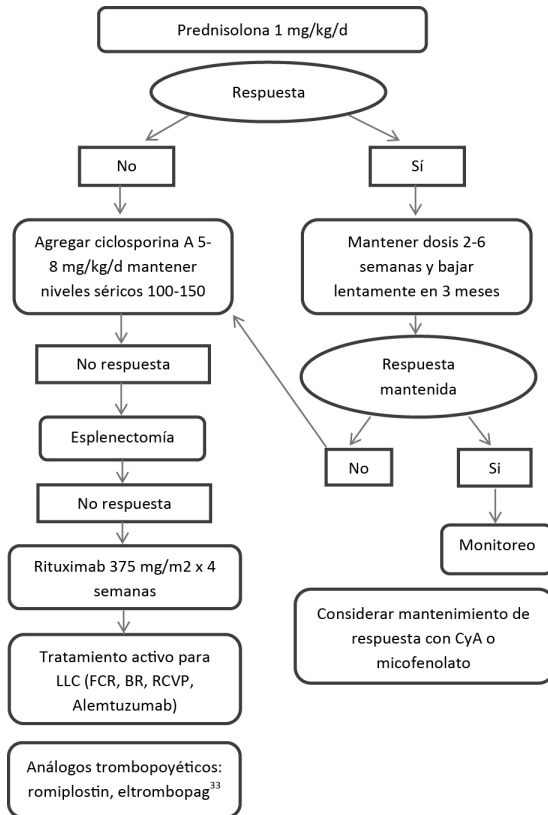 Prednisolona 1 mg/kg/d
Respuesta
No
Sí
Agregar ciclosporina A 5-
8 mg/kg/d mantener
niveles séricos 100-150
Mantener dosis 2-6
semanas y bajar
lentamente en 3 meses
No respuesta
Respuesta
mantenida
Esplenectomía
No
Si
No respuesta
Monitoreo
Rituximab 375 mg/m2 x 4
semanas
Considerar mantenimiento de
respuesta con CyA o
micofenolato
Tratamiento activo para
LLC (FCR, BR, RCVP,
Alemtuzumab)
Análogos trombopoyéticos:
romiplostin, eltrombopag33